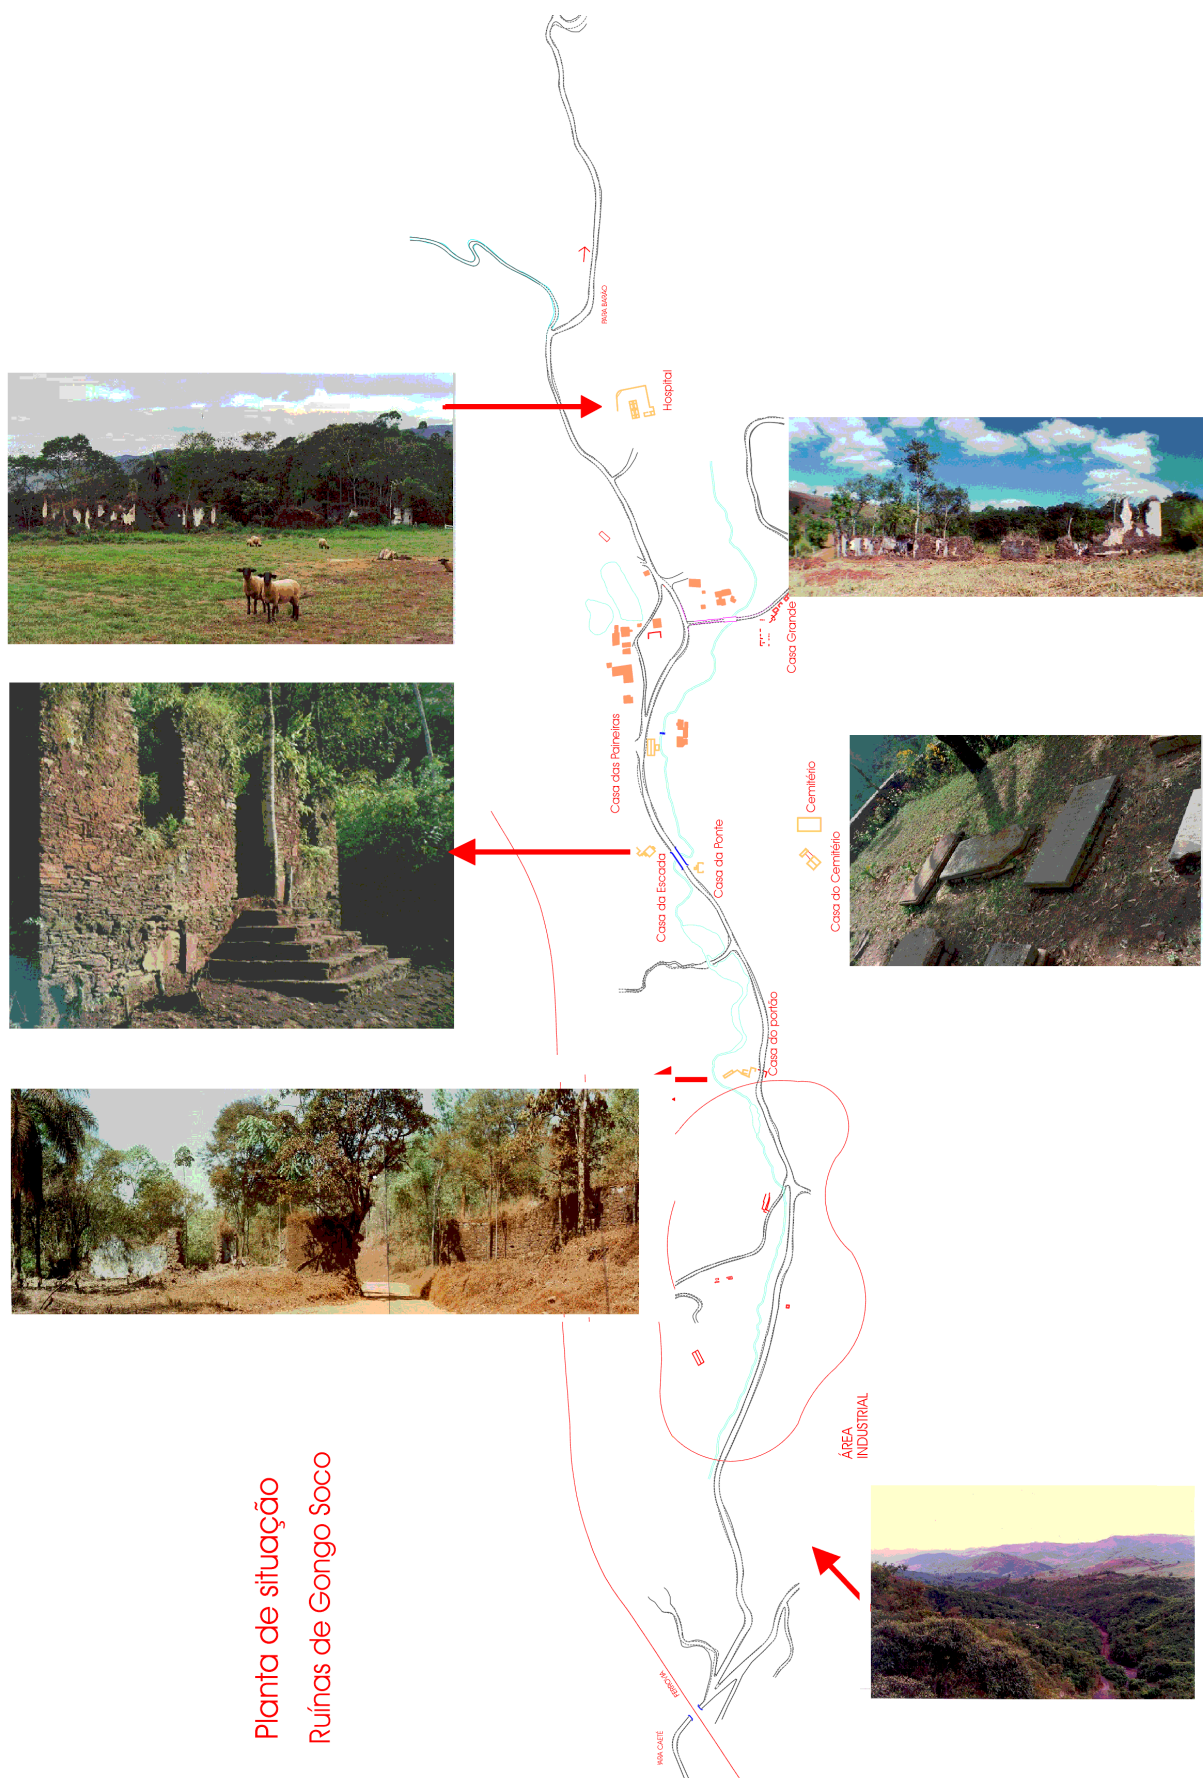 Planta de situação
Ruínas de Gongo Soco
PARA BARÃO
Hospital
Casa Grande
Casa das Paineiras
Cemitério
Casa do Cemitério
Casa da Ponte
Casa da Escada
Casa do portão
ÁREA
INDUSTRIAL
FERROVIA
PARA CAETÉ